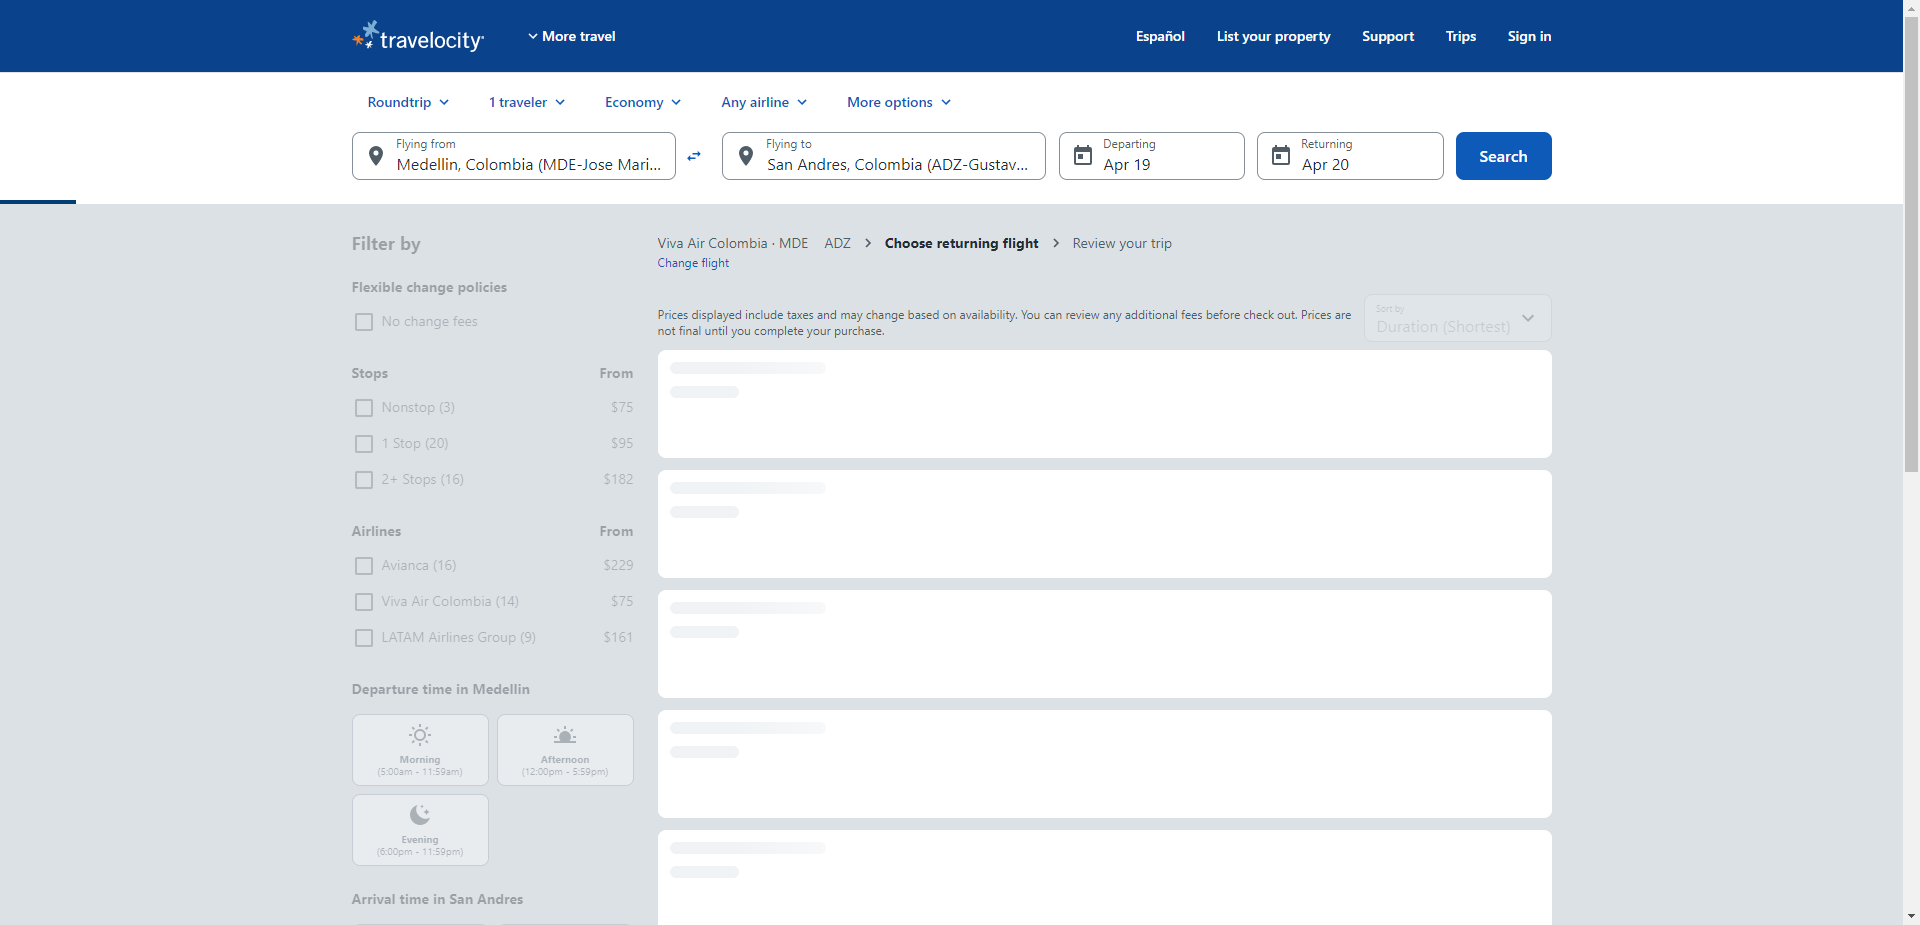 travelocity
More travel
Español
List your property
Support
Trips
Sign in
Roundtrip
1 traveler
Economy
Any airline
More options
Flying from
Medellin, Colombia (MDE-Jose Mari...
Flying to
San Andres, Colombia (ADZ-Gustav...
Departing
Apr 19
Returning
Apr 20
Search
Filter by
Flexible change policies
No change fees
Stops From
Nonstop (3) $75
1 Stop (20) $95
2+ Stops (16) $182
Airlines From
Avianca (16) $229
Viva Air Colombia (14) $75
LATAM Airlines Group (9) $161
Departure time in Medellin
Morning
(5:00am - 11:59am)
Afternoon
(12:00pm - 5:59pm)
Evening
(6:00pm - 11:59pm)
Arrival time in San Andres
Viva Air Colombia · MDE ADZ
Choose returning flight
Review your trip
Change flight
Prices displayed include taxes and may change based on availability. You can review any additional fees before check out. Prices are
not final until you complete your purchase.
Sort by
Duration (Shortest)